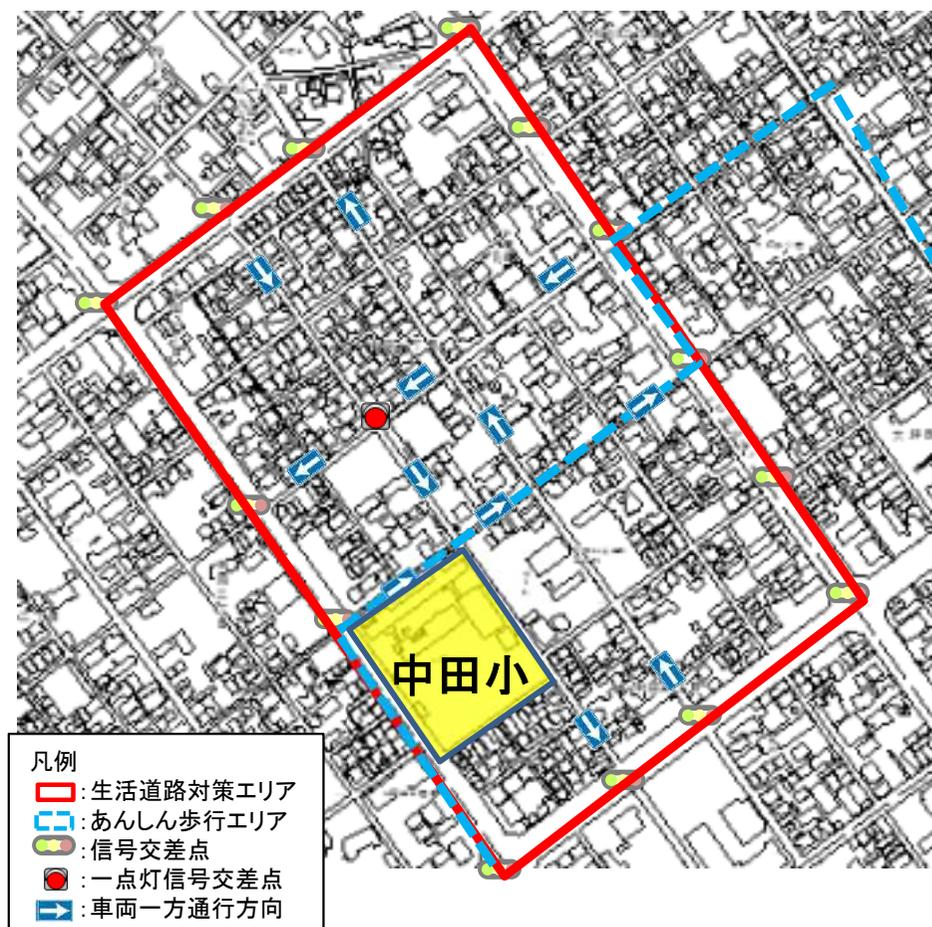 中田小
凡例
：生活道路対策エリア
：あんしん歩行エリア
：信号交差点
：一点灯信号交差点
：車両一方通行方向